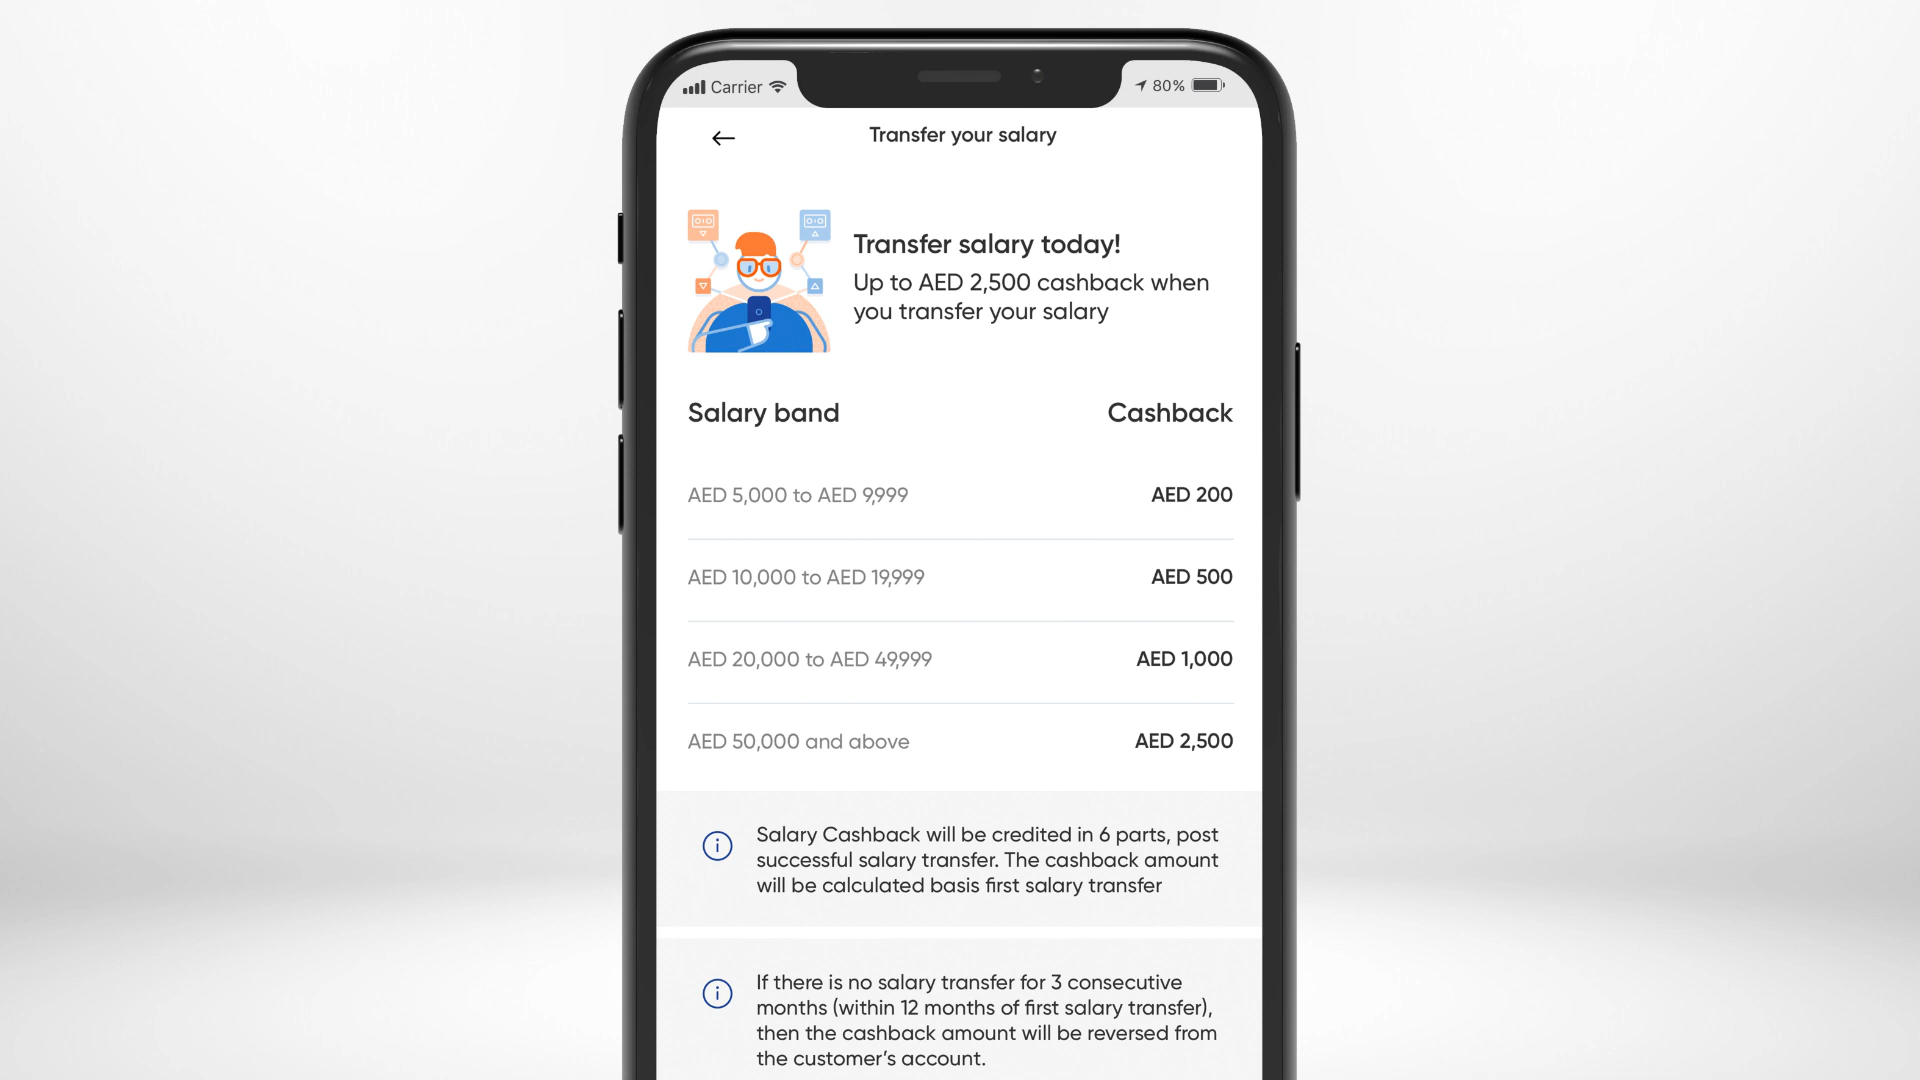 Carrier
80%
Transfer your salary
Transfer salary today!
Up to AED 2,500 cashback when
you transfer your salary
Salary band Cashback
AED 5,000 to AED 9,999 AED 200
AED 10,000 to AED 19,999 AED 500
AED 20,000 to AED 49,999 AED 1,000
AED 50,000 and above AED 2,500
Salary Cashback will be credited in 6 parts, post
successful salary transfer. The cashback amount
will be calculated basis first salary transfer
If there is no salary transfer for 3 consecutive
months (within 12 months of first salary transfer),
then the cashback amount will be reversed from
the customer’s account.